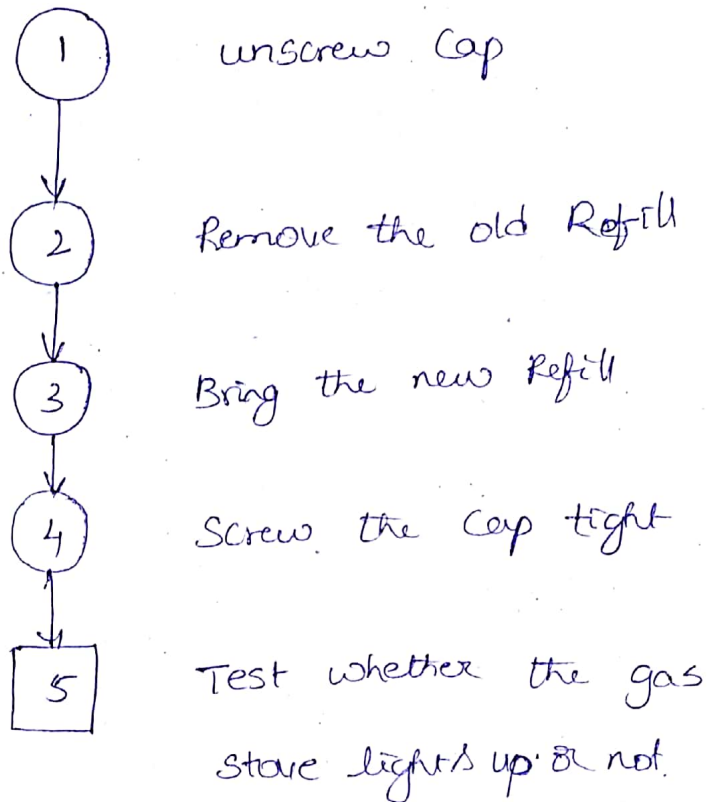 1 unscrew Cap
2 Remove the old Refill
3 Bring the new Refill
4 Screw the Cap tight
5 Test whether the gas
stove lights up or not.